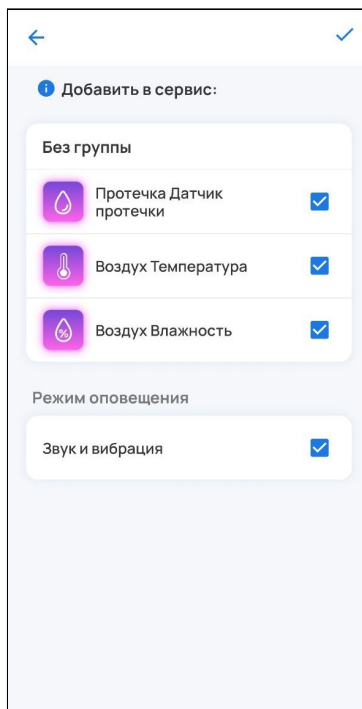 Добавить в сервис:
Без группы
Протечка Датчик
протечки
Воздух Температура
Воздух Влажность
Режим оповещения
Звук и вибрация